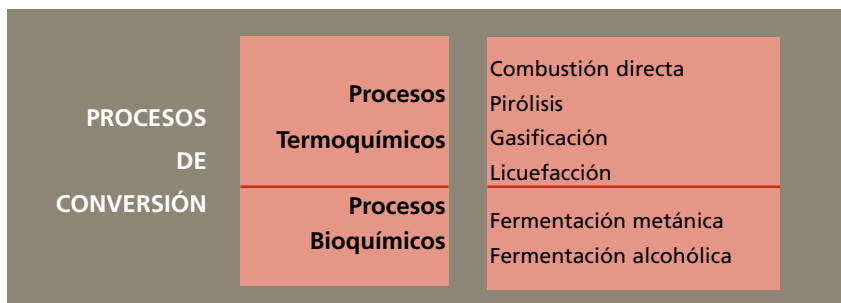 PROCESOS
DE
CONVERSIÓN
Procesos
Termoquímicos
Combustión directa
Pirólisis
Gasificación
Licuefacción
Procesos
Bioquímicos
Fermentación metánica
Fermentación alcohólica